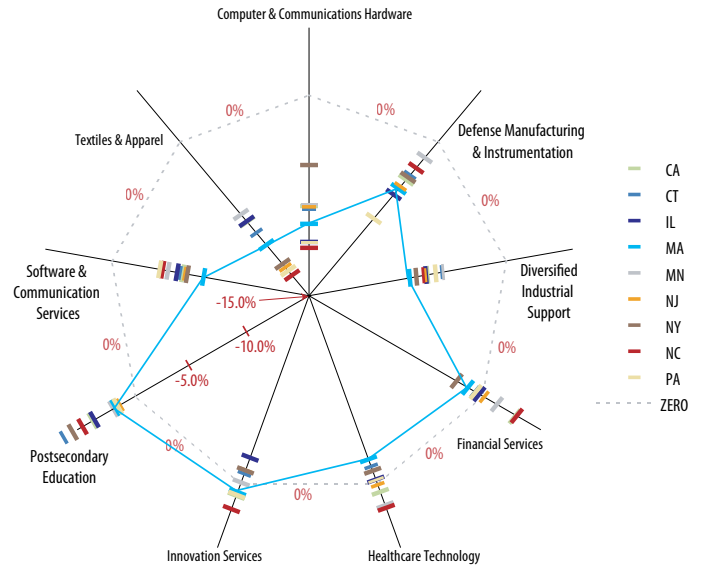 Computer & Communications Hardware
0%
0%
Textiles & Apparel
Defense Manufacturing
& Instrumentation
CA
CT
IL
MA
MN
NJ
NY
NC
PA
ZERO
0%
0%
Software &
Communication
Services
Diversified
Industrial
Support
-15.0%
-10.0%
-5.0%
0%
0%
Financial Services
Postsecondary
Education
0%
0%
0%
Innovation Services
Healthcare Technology